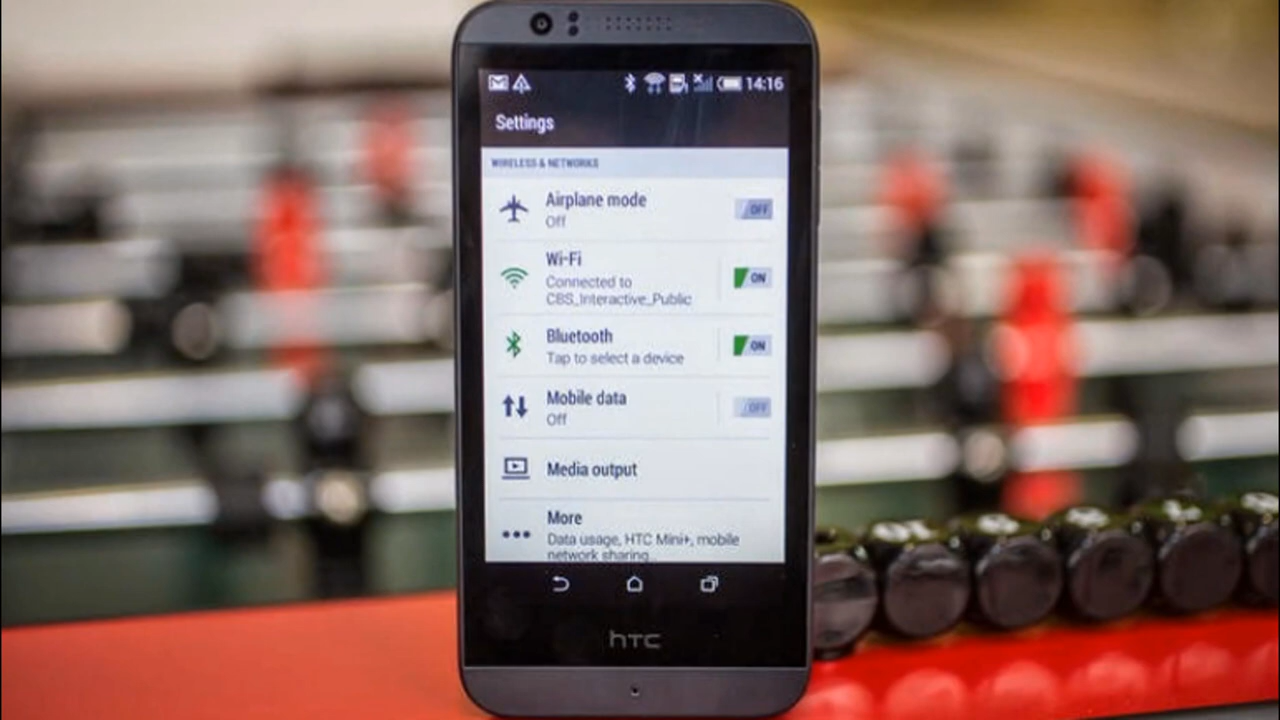 14:16
Settings
WIRELESS & NETWORKS
Airplane mode
Off
OFF
Wi-Fi
Connected to
CBS_Interactive_Public
ON
Bluetooth
Tap to select a device
ON
Mobile data
Off
OFF
Media output
More
Data usage, HTC Mini+, mobile
network sharing
hTC